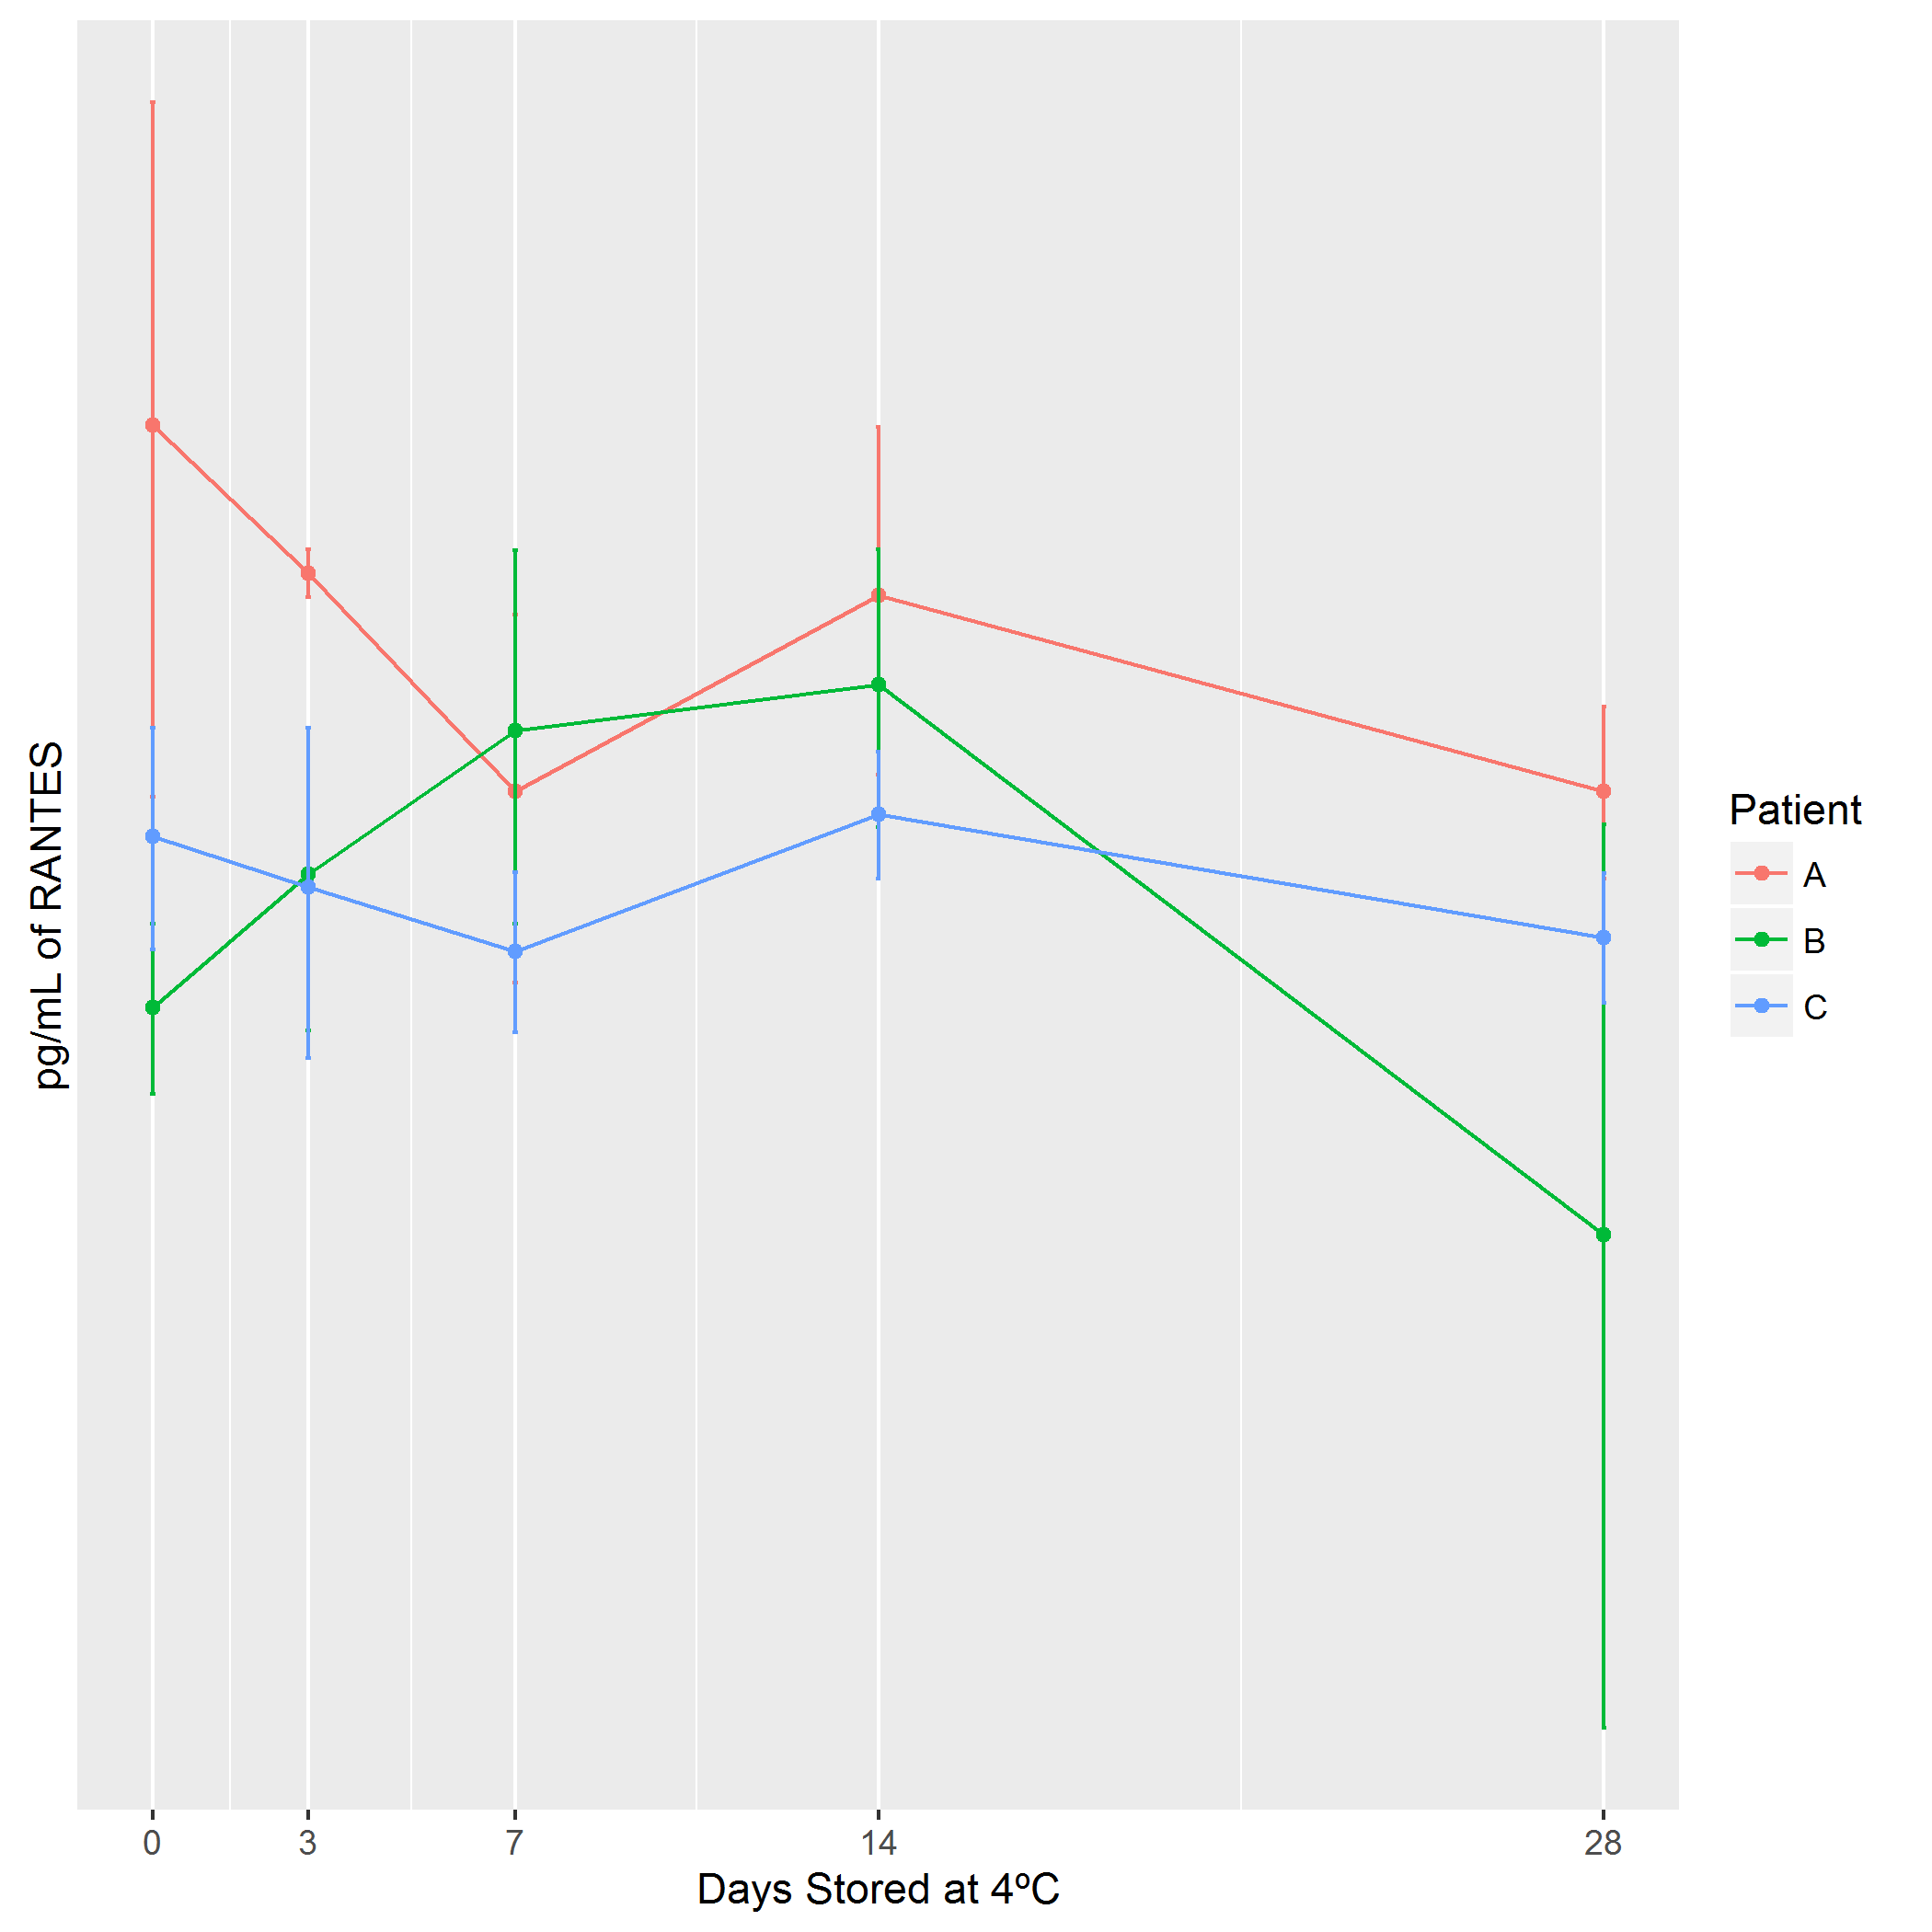 pg/mL of RANTES
Patient
A
B
C
0 3 7 14 28
Days Stored at 4ºC